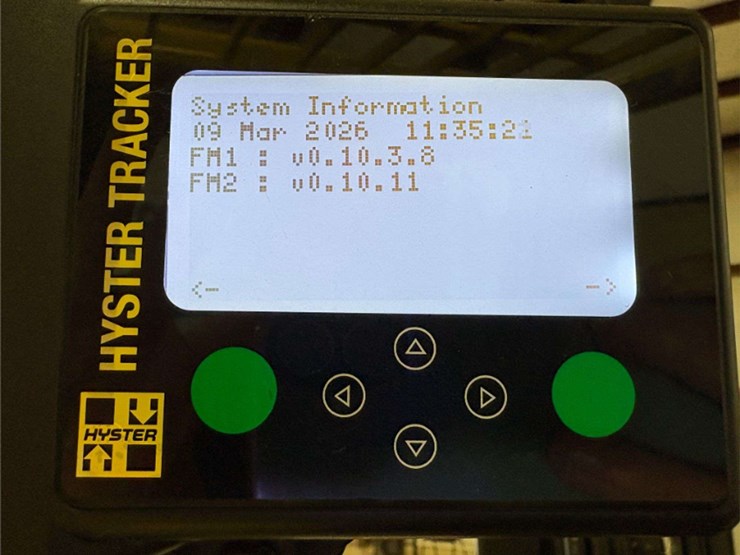 HYSTER TRACKER
System Information
09 Mar 2026 11:35:22
FM1 : v0.10.3.8
FM2 : v0.10.11
<- ->
HYSTER